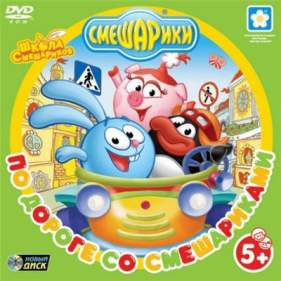 DVD
СМЕШАРИКИ
ШКОЛА
СМЕШАРИКОВ
ПО ДОРОГЕ СО СМЕШАРИКАМИ
НОВЫЙ
ДИСК
5+